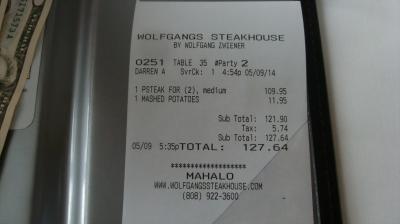 WOLFGANGS STEAKHOUSE
BY WOLFGANG ZWIENER
0251 TABLE 35 #Party 2
DARREN A SvrCk: 1 4:54p 05/09/14
1 PSTEAK FOR (2), medium 109.95
1 MASHED POTATOES 11.95
Sub Total: 121.90
Tax: 5.74
Sub Total: 127.64
05/09 5:35pTOTAL: 127.64
*******************
MAHALO
WWW.WOLFGANGSSTEAKHOUSE.COM
(808) 922-3600